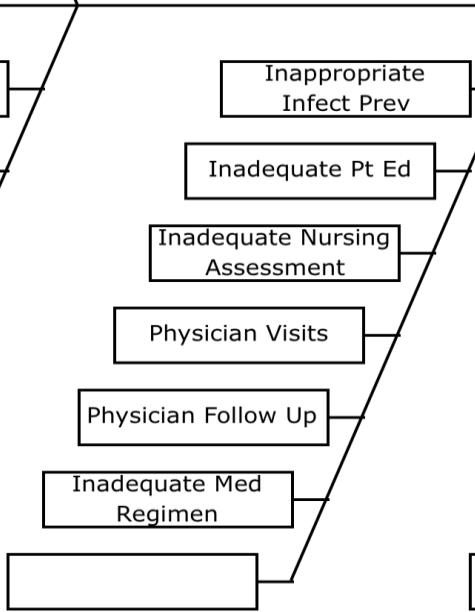 Inappropriate
Infect Prev
Inadequate Pt Ed
Inadequate Nursing
Assessment
Physician Visits
Physician Follow Up
Inadequate Med
Regimen